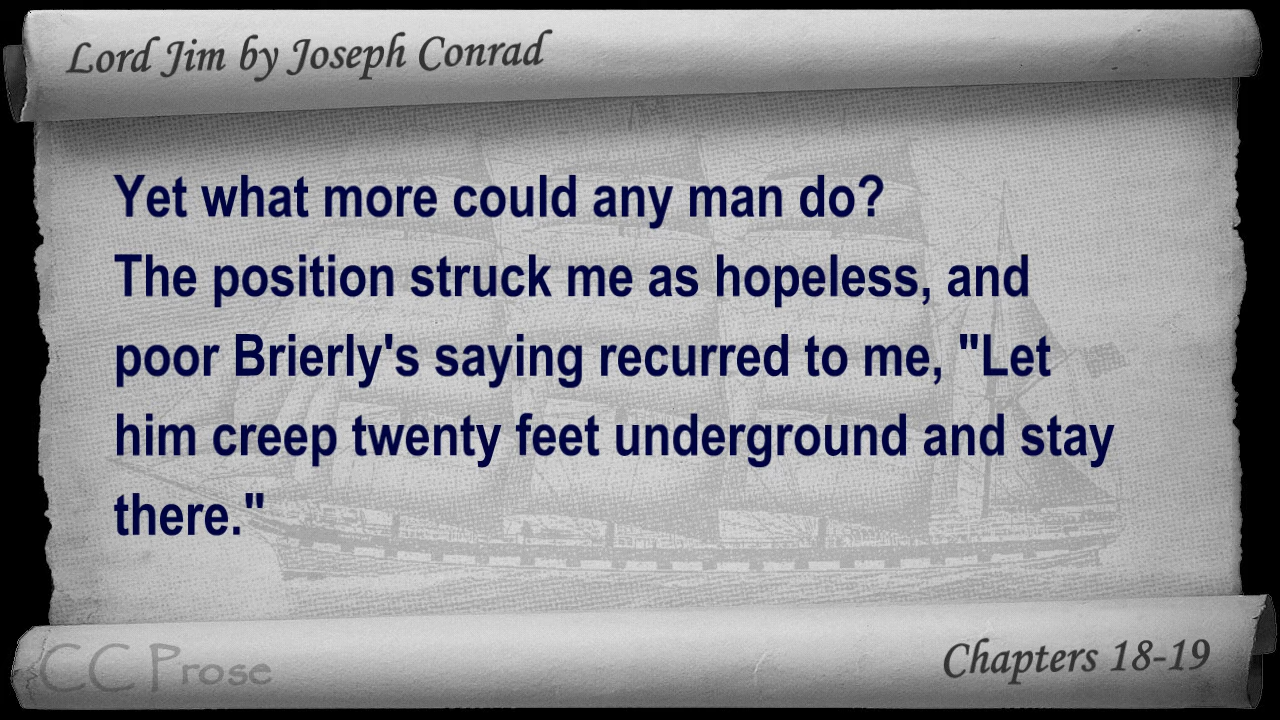 Lord Jim by Joseph Conrad
Yet what more could any man do?
The position struck me as hopeless, and
poor Brierly's saying recurred to me, "Let
him creep twenty feet underground and stay
there."
CC Prose
Chapters 18-19